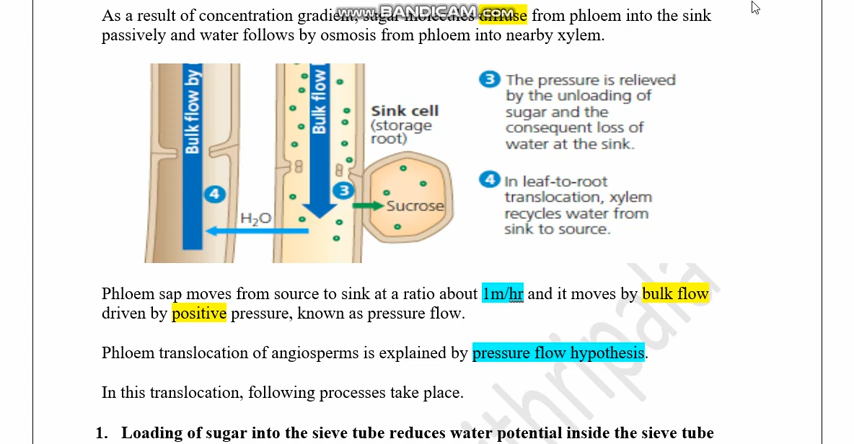 www.BANDICAM.com
As a result of concentration gradient, sugar molecules diffuse from phloem into the sink
passively and water follows by osmosis from phloem into nearby xylem.
Bulk flow by
Bulk flow
Sink cell
(storage
root)
3 The pressure is relieved
by the unloading of
sugar and the
consequent loss of
water at the sink.
4
3
Sucrose
H₂O
4 In leaf-to-root
translocation, xylem
recycles water from
sink to source.
Phloem sap moves from source to sink at a ratio about 1m/hr and it moves by bulk flow
driven by positive pressure, known as pressure flow.
Phloem translocation of angiosperms is explained by pressure flow hypothesis.
In this translocation, following processes take place.
1. Loading of sugar into the sieve tube reduces water potential inside the sieve tube